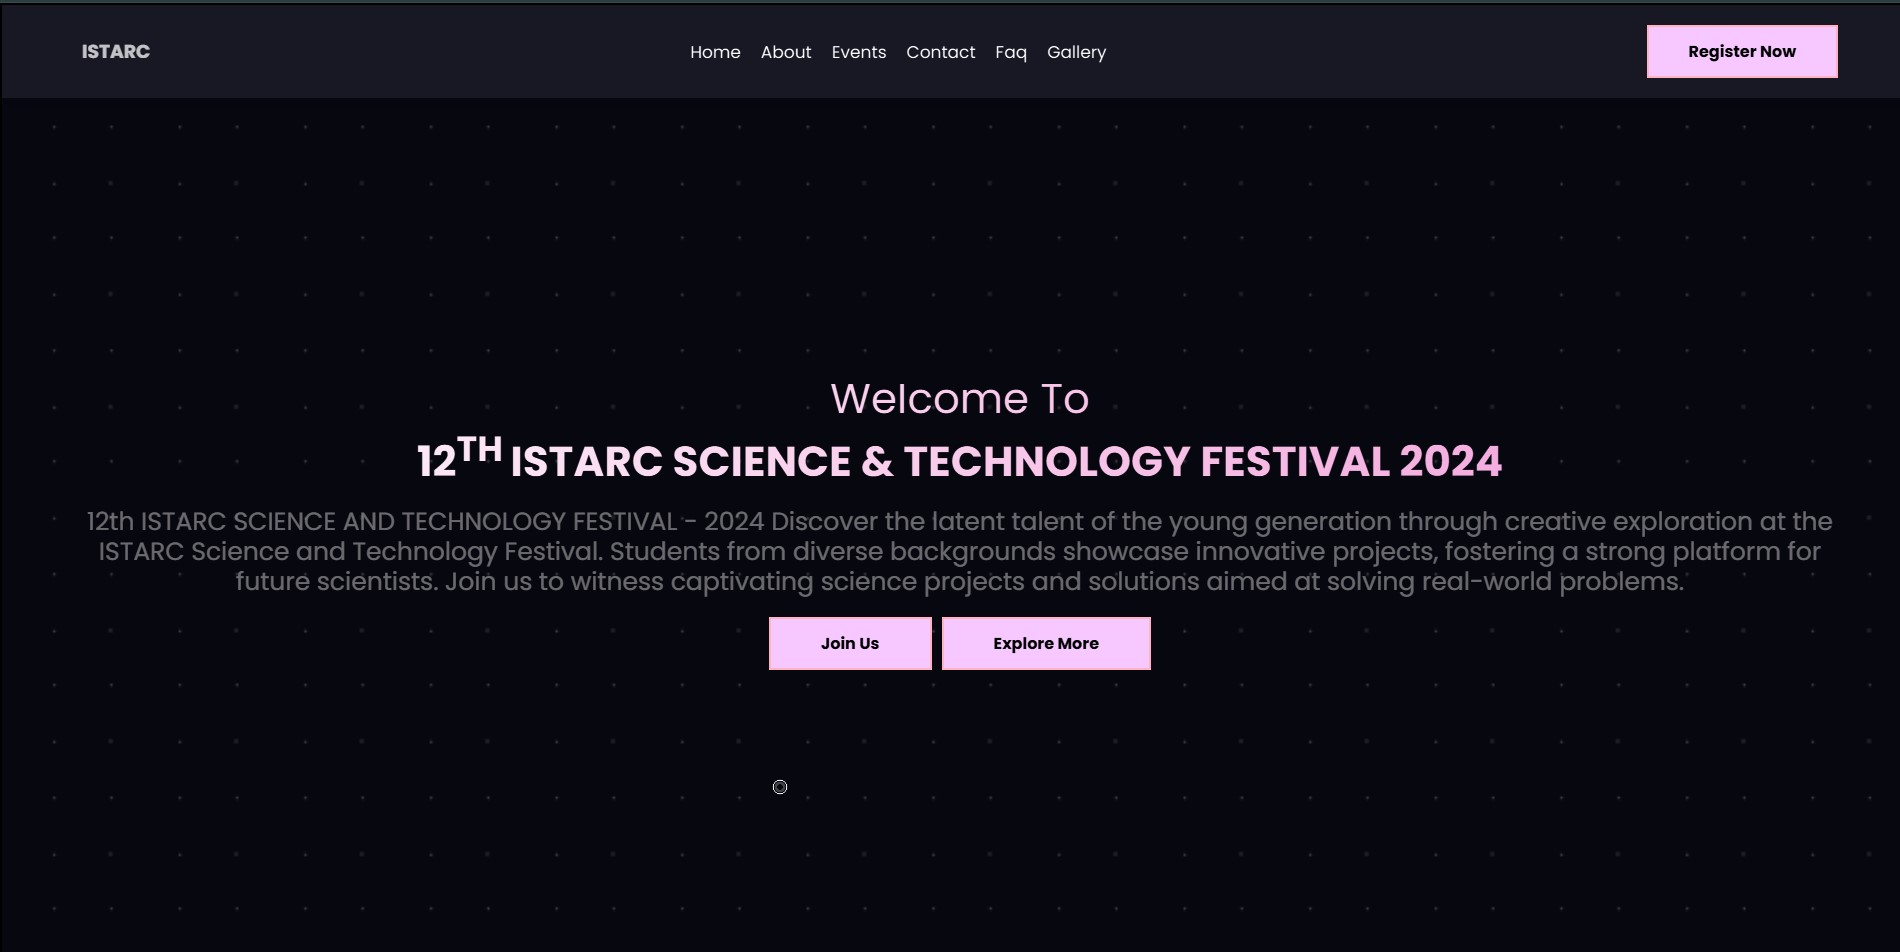 ISTARC
Home About Events Contact Faq Gallery
Register Now
Welcome To
12TH ISTARC SCIENCE & TECHNOLOGY FESTIVAL 2024
12th ISTARC SCIENCE AND TECHNOLOGY FESTIVAL - 2024 Discover the latent talent of the young generation through creative exploration at the
ISTARC Science and Technology Festival. Students from diverse backgrounds showcase innovative projects, fostering a strong platform for
future scientists. Join us to witness captivating science projects and solutions aimed at solving real-world problems.
Join Us
Explore More